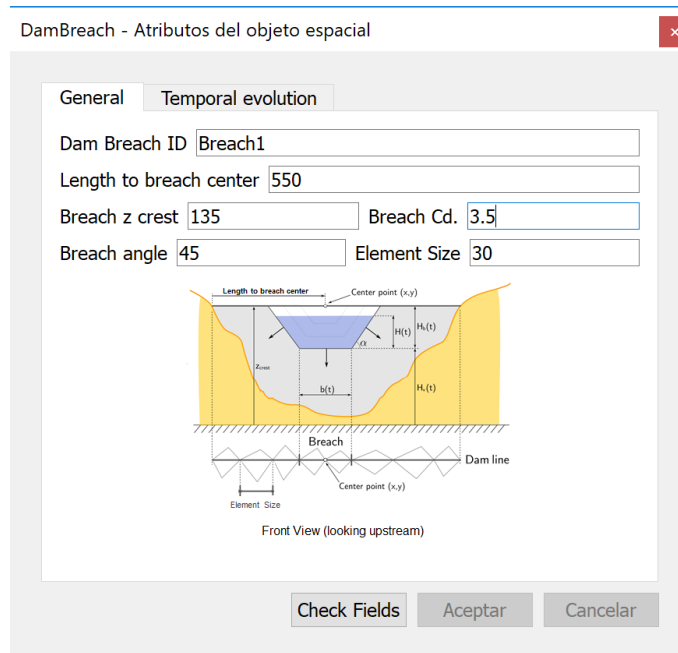 DamBreach - Atributos del objeto espacial
General Temporal evolution
Dam Breach ID Breach1
Length to breach center 550
Breach z crest 135 Breach Cd. 3.5
Breach angle 45 Element Size 30
Length to breach center Center point (x,y)
H(t) Hb(t)
α
zcrest
b(t) Hs(t)
Breach
Dam line
Center point (x,y)
Element Size
Front View (looking upstream)
Check Fields Aceptar Cancelar